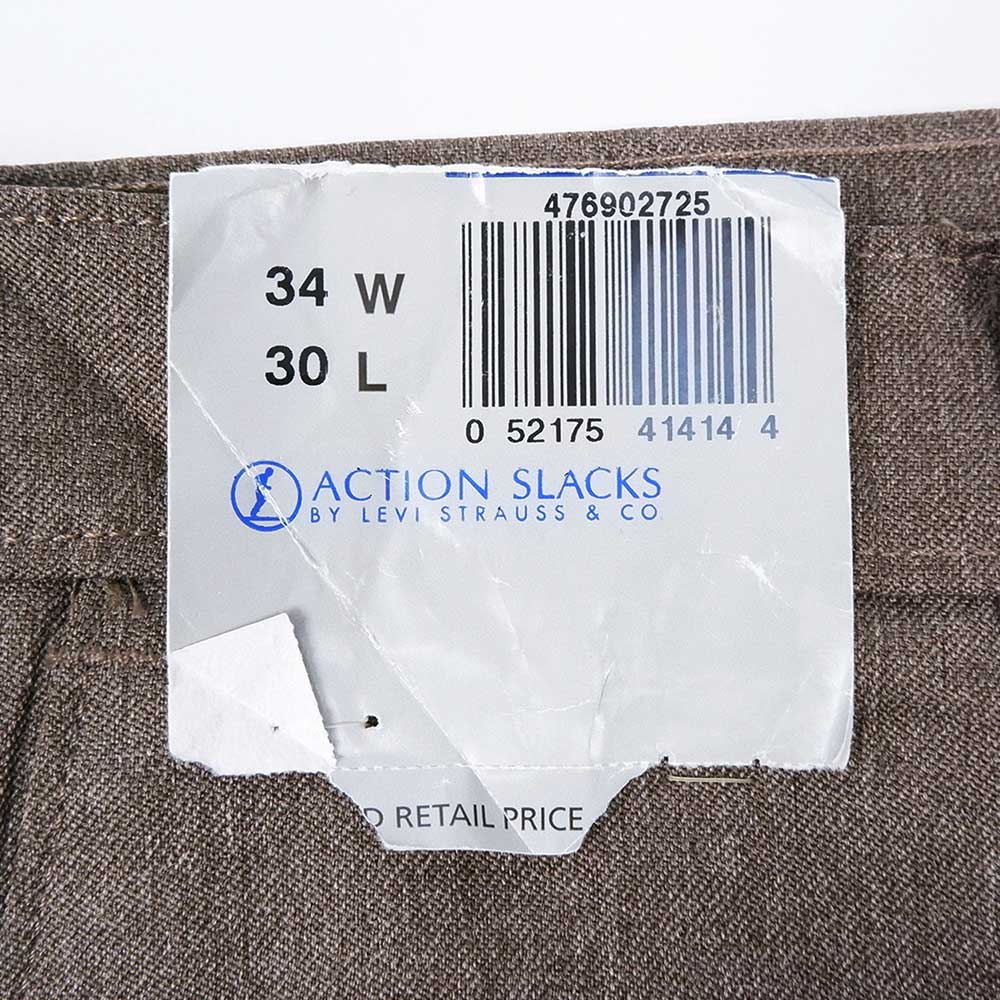 476902725
34 W
30 L
0 52175 41414 4
ACTION SLACKS
BY LEVI STRAUSS & CO
D RETAIL PRICE